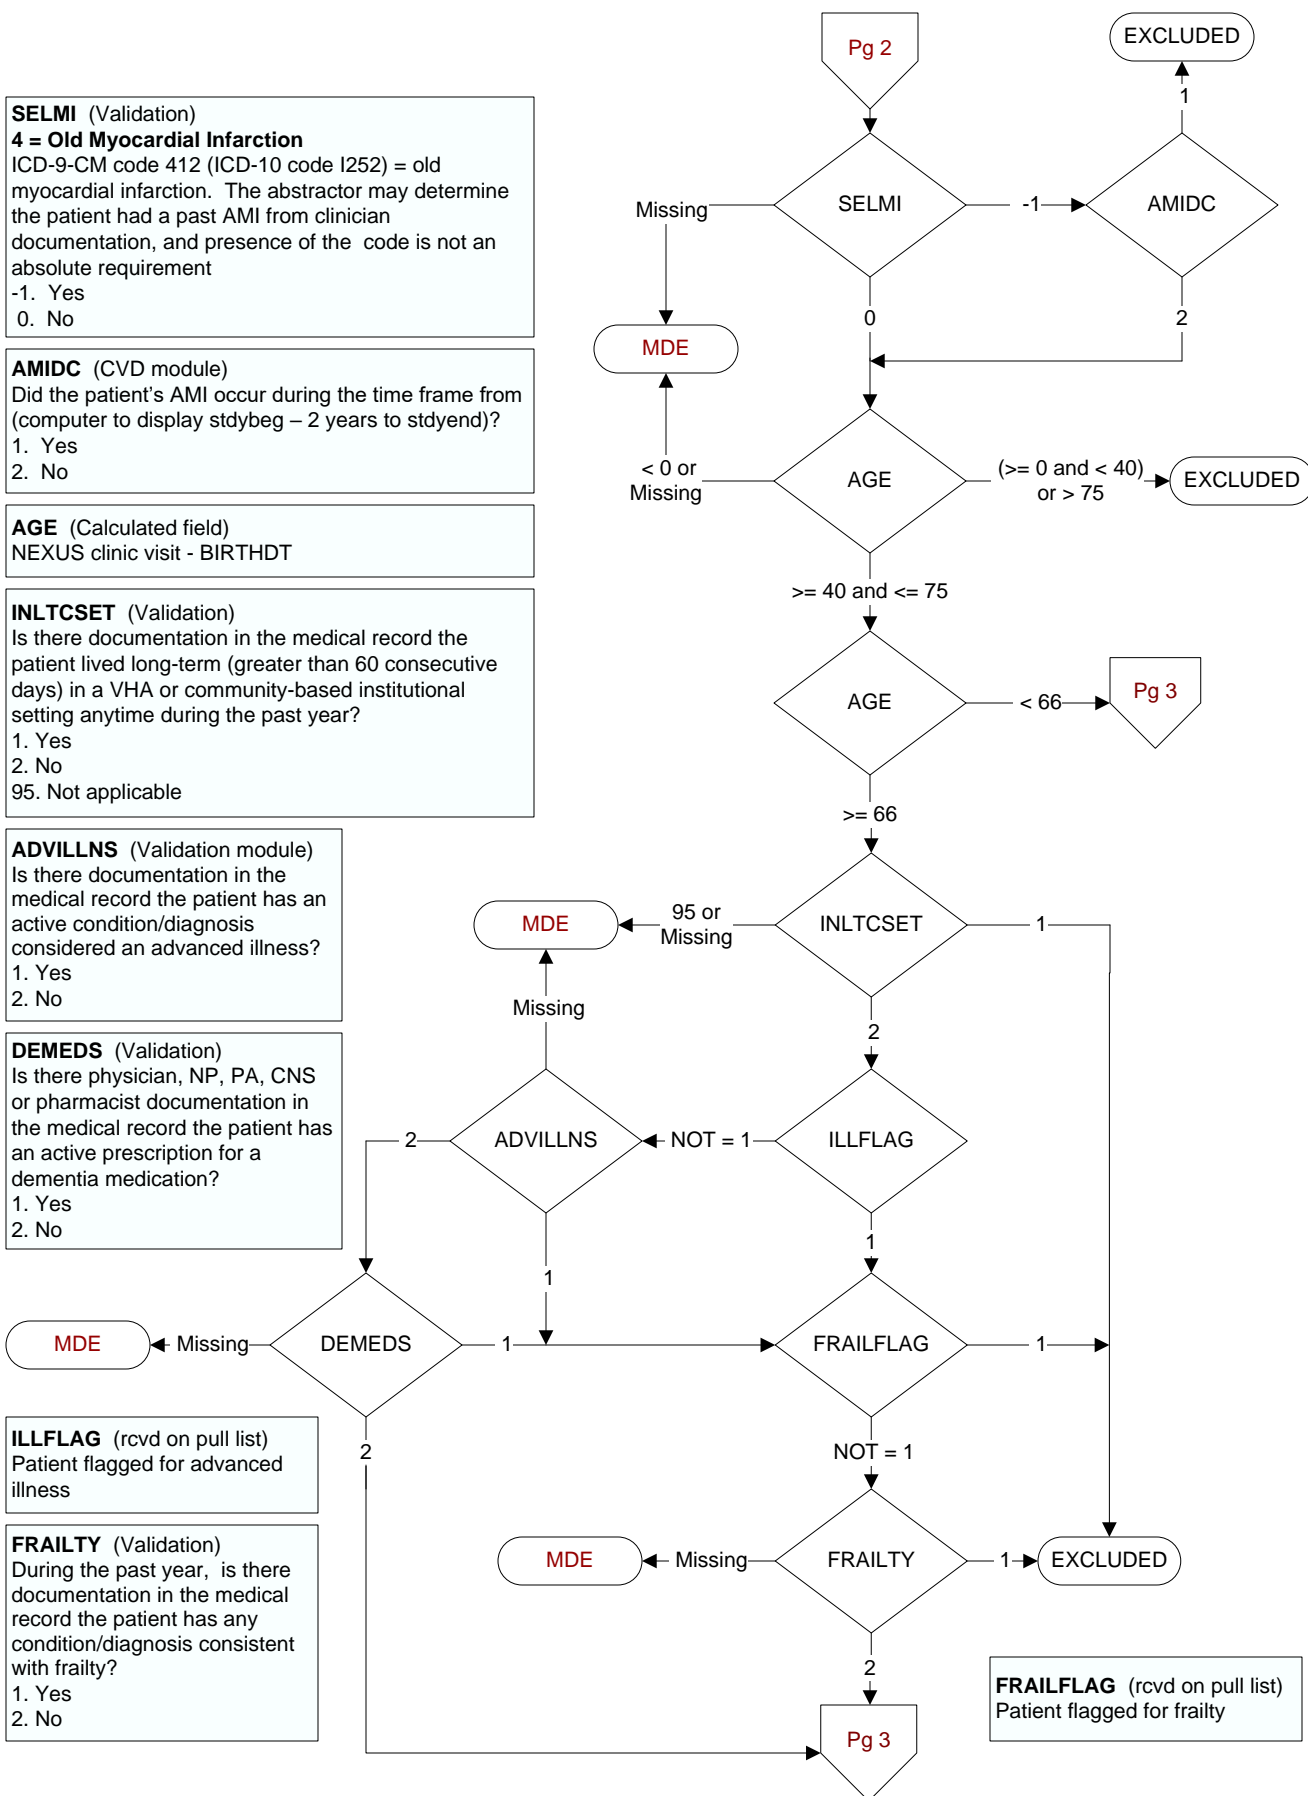 Pg 2
EXCLUDED
1
SELMI (Validation)
4 = Old Myocardial Infarction
ICD-9-CM code 412 (ICD-10 code I252) = old
myocardial infarction. The abstractor may determine
the patient had a past AMI from clinician
documentation, and presence of the code is not an
absolute requirement
-1. Yes
0. No
Missing
SELMI
-1
AMIDC
0
2
MDE
AMIDC (CVD module)
Did the patient's AMI occur during the time frame from
(computer to display stdybeg – 2 years to stdyend)?
1. Yes
2. No
< 0 or
Missing
AGE
(>= 0 and < 40)
or > 75
EXCLUDED
AGE (Calculated field)
NEXUS clinic visit - BIRTHDT
>= 40 and <= 75
INLTCSET (Validation)
Is there documentation in the medical record the
patient lived long-term (greater than 60 consecutive
days) in a VHA or community-based institutional
setting anytime during the past year?
1. Yes
2. No
95. Not applicable
AGE
< 66
Pg 3
>= 66
ADVILLNS (Validation module)
Is there documentation in the
medical record the patient has an
active condition/diagnosis
considered an advanced illness?
1. Yes
2. No
MDE
95 or
Missing
INLTCSET
1
Missing
2
DEMEDS (Validation)
Is there physician, NP, PA, CNS
or pharmacist documentation in
the medical record the patient has
an active prescription for a
dementia medication?
1. Yes
2. No
2
ADVILLNS
NOT = 1
ILLFLAG
1
1
MDE
Missing
DEMEDS
1
FRAILFLAG
1
2
NOT = 1
ILLFLAG (rcvd on pull list)
Patient flagged for advanced
illness
FRAILTY (Validation)
During the past year, is there
documentation in the medical
record the patient has any
condition/diagnosis consistent
with frailty?
1. Yes
2. No
MDE
Missing
FRAILTY
1
EXCLUDED
2
FRAILFLAG (rcvd on pull list)
Patient flagged for frailty
Pg 3